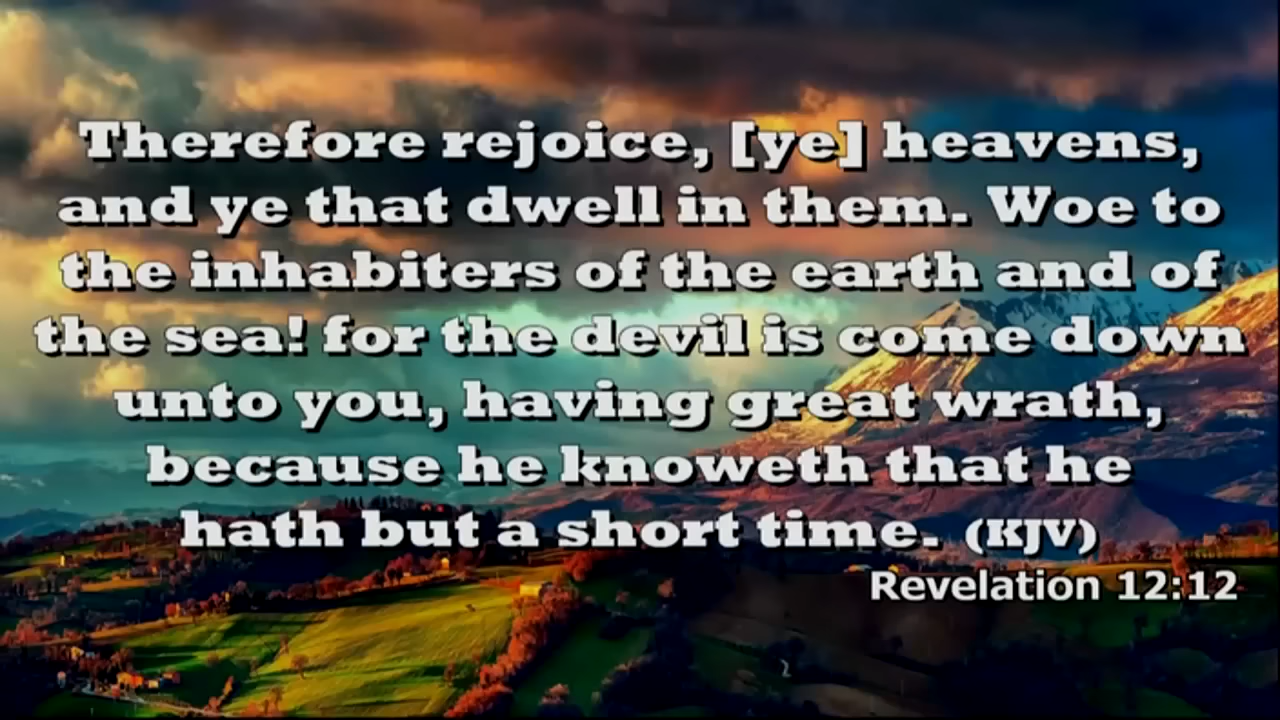 Therefore rejoice, [ye] heavens,
and ye that dwell in them. Woe to
the inhabiters of the earth and of
the sea! for the devil is come down
unto you, having great wrath,
because he knoweth that he
hath but a short time. (KJV)
Revelation 12:12